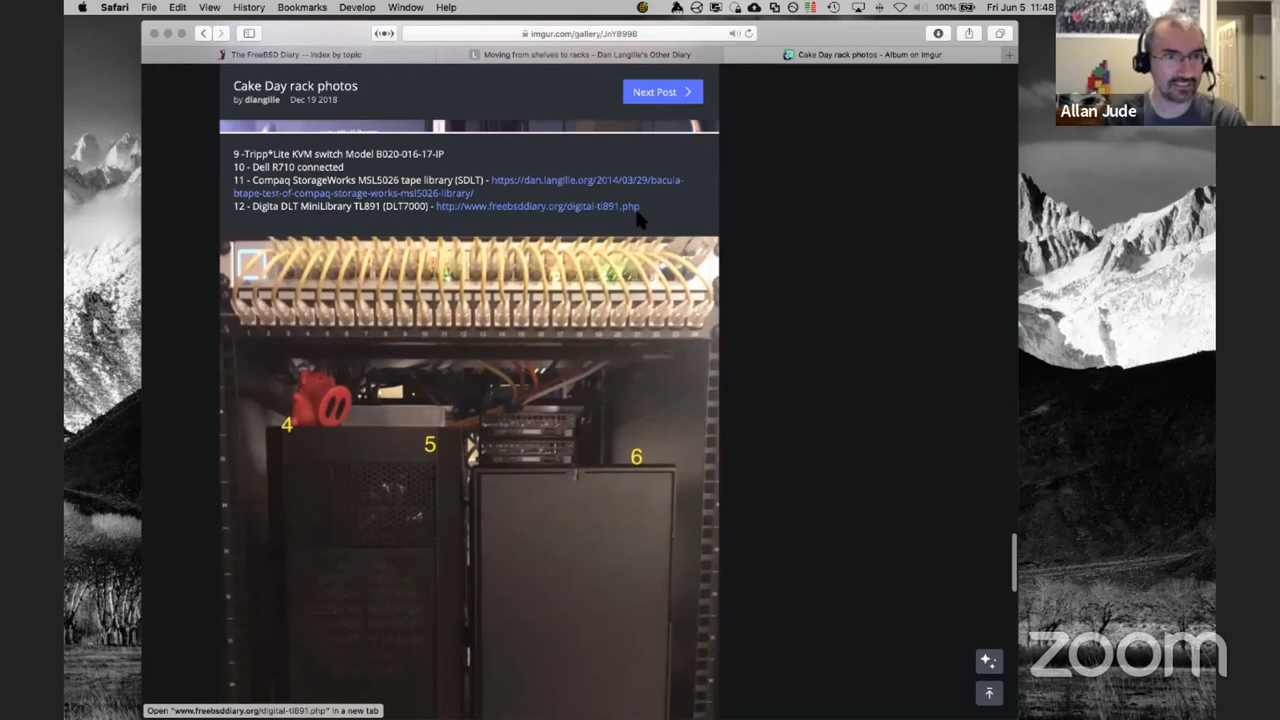 Safari File Edit View History Bookmarks Develop Window Help
100% Fri Jun 5 11:48
imgur.com/gallery/JnY899B
The FreeBSD Diary -- Index by topic
Moving from shelves to racks – Dan Langille's Other Diary
Cake Day rack photos - Album on Imgur
Allan Jude
Cake Day rack photos
by dlangille Dec 19 2018
Next Post
9 -Tripp*Lite KVM switch Model B020-016-17-IP
10 - Dell R710 connected
11 - Compaq StorageWorks MSL5026 tape library (SDLT) - https://dan.langille.org/2014/03/29/bacula-
btape-test-of-compaq-storage-works-msl5026-library/
12 - Digita DLT MiniLibrary TL891 (DLT7000) - http://www.freebsddiary.org/digital-tl891.php
4
5
6
zoom
Open "www.freebsddiary.org/digital-tl891.php" in a new tab